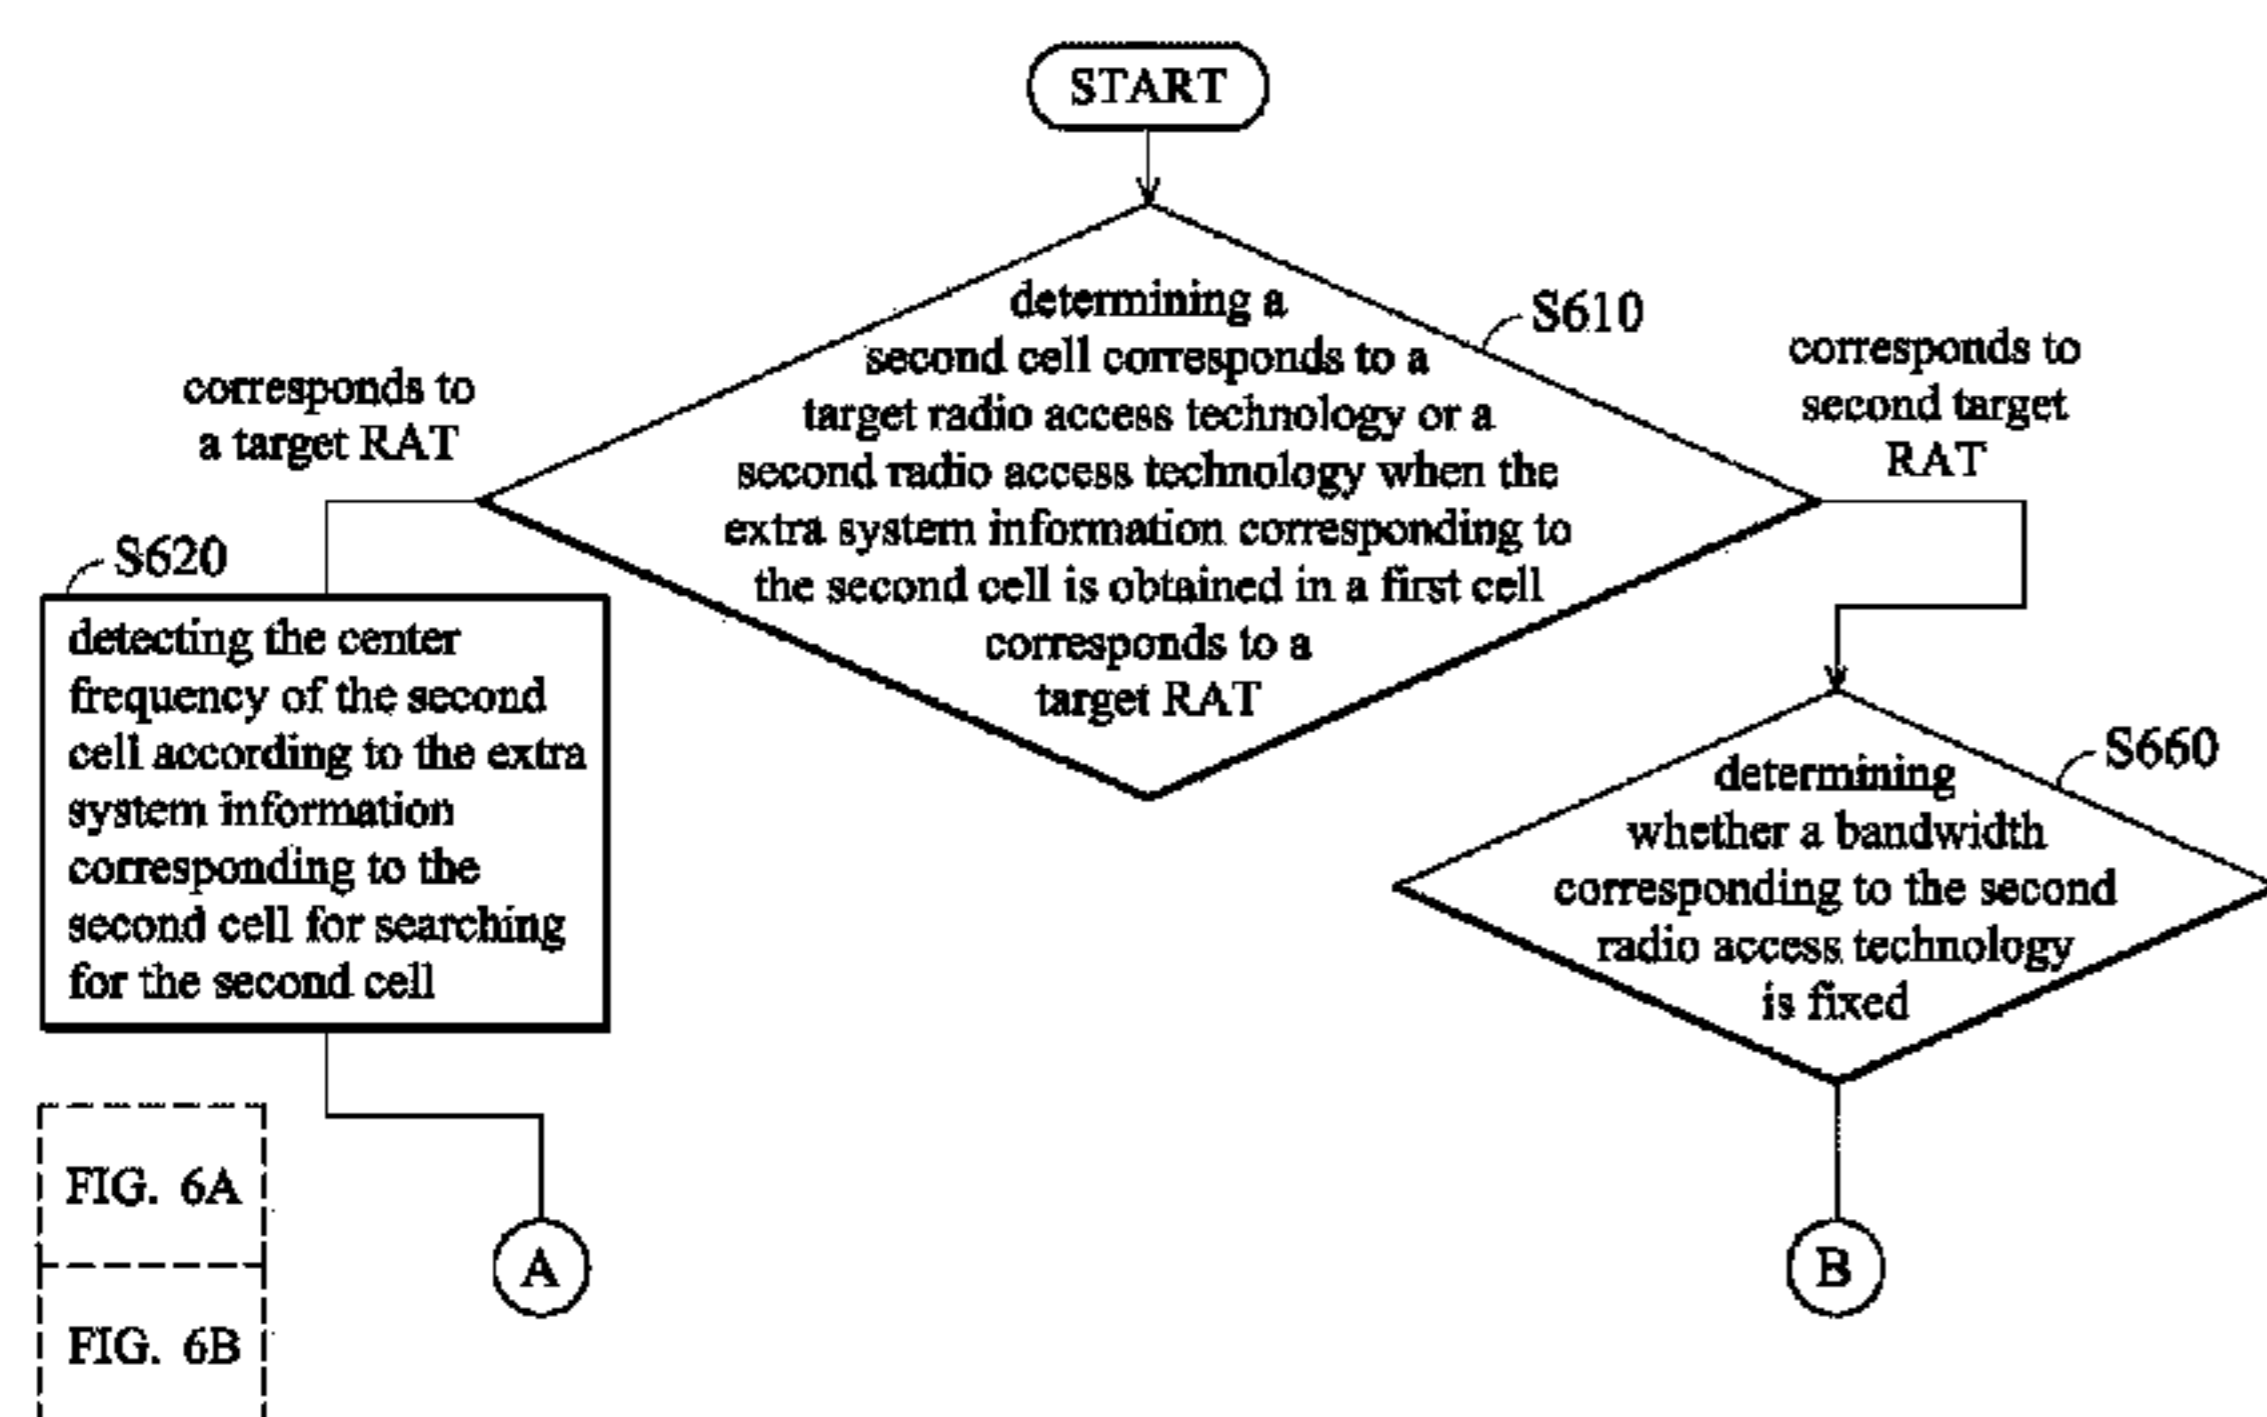 START
determining a
second cell corresponds to a
target radio access technology or a
second radio access technology when the
extra system information corresponding to
the second cell is obtained in a first cell
corresponds to a
target RAT
S610
corresponds to
a target RAT
corresponds to
second target
RAT
S620
detecting the center
frequency of the second
cell according to the extra
system information
corresponding to the
second cell for searching
for the second cell
S660
determining
whether a bandwidth
corresponding to the second
radio access technology
is fixed
A
B
FIG. 6A
FIG. 6B